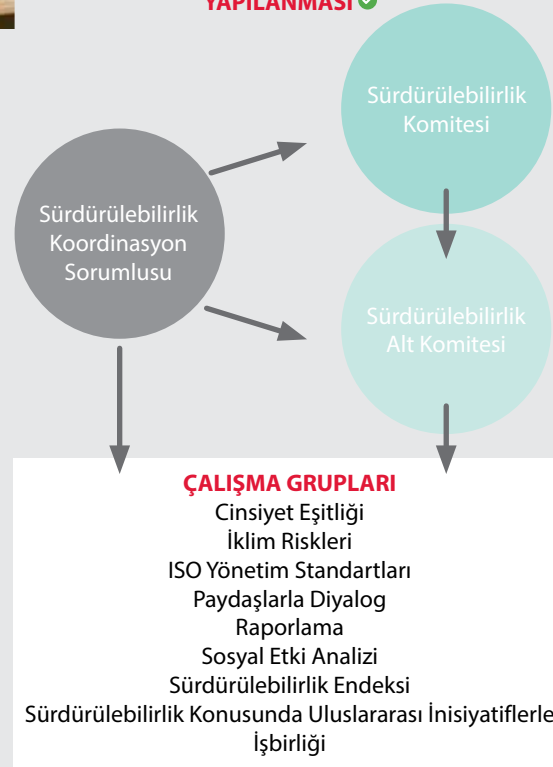 YAPILANMASI
Sürdürülebilirlik
Komitesi
Sürdürülebilirlik
Koordinasyon
Sorumlusu
Sürdürülebilirlik
Alt Komitesi
ÇALIŞMA GRUPLARI
Cinsiyet Eşitliği
İklim Riskleri
ISO Yönetim Standartları
Paydaşlarla Diyalog
Raporlama
Sosyal Etki Analizi
Sürdürülebilirlik Endeksi
Sürdürülebilirlik Konusunda Uluslararası İnisiyatiflerle
İşbirliği